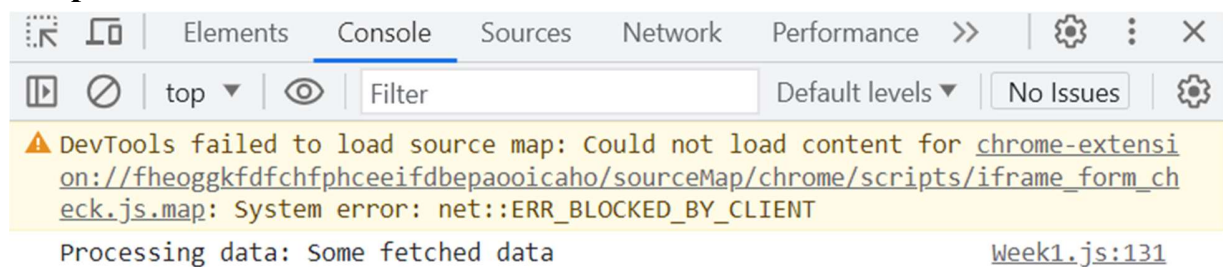 Elements Console Sources Network Performance
top Filter Default levels No Issues
DevTools failed to load source map: Could not load content for chrome-extensi
on://fheoggkfdfchfphceeifdbepaooicaho/sourceMap/chrome/scripts/iframe_form_ch
eck.js.map: System error: net::ERR_BLOCKED_BY_CLIENT
Processing data: Some fetched data Week1.js:131